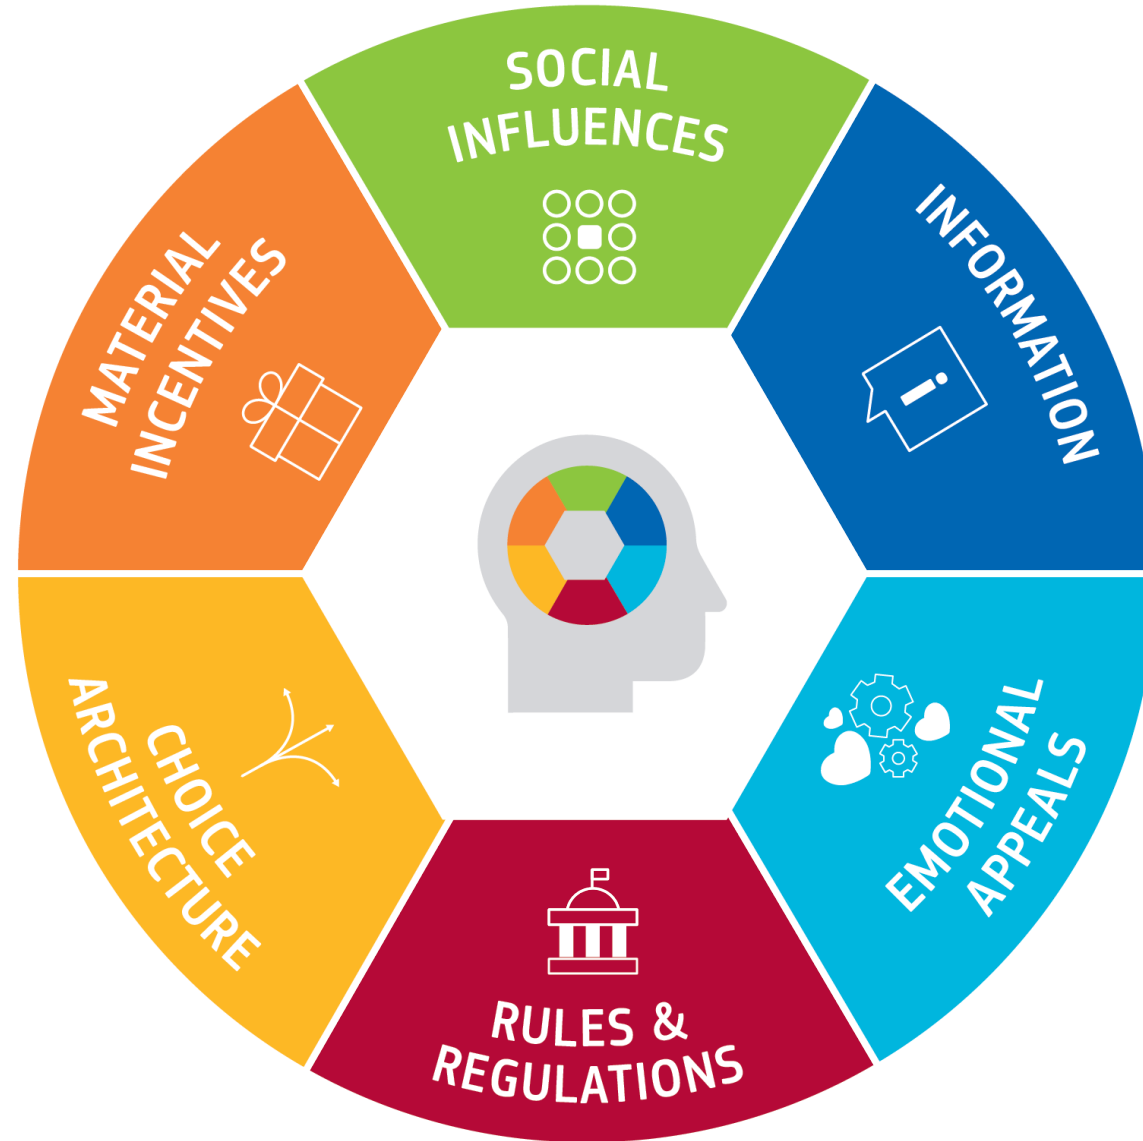 SOCIAL
INFLUENCES
INFORMATION
EMOTIONAL
APPEALS
RULES &
REGULATIONS
CHOICE
ARCHITECTURE
MATERIAL
INCENTIVES